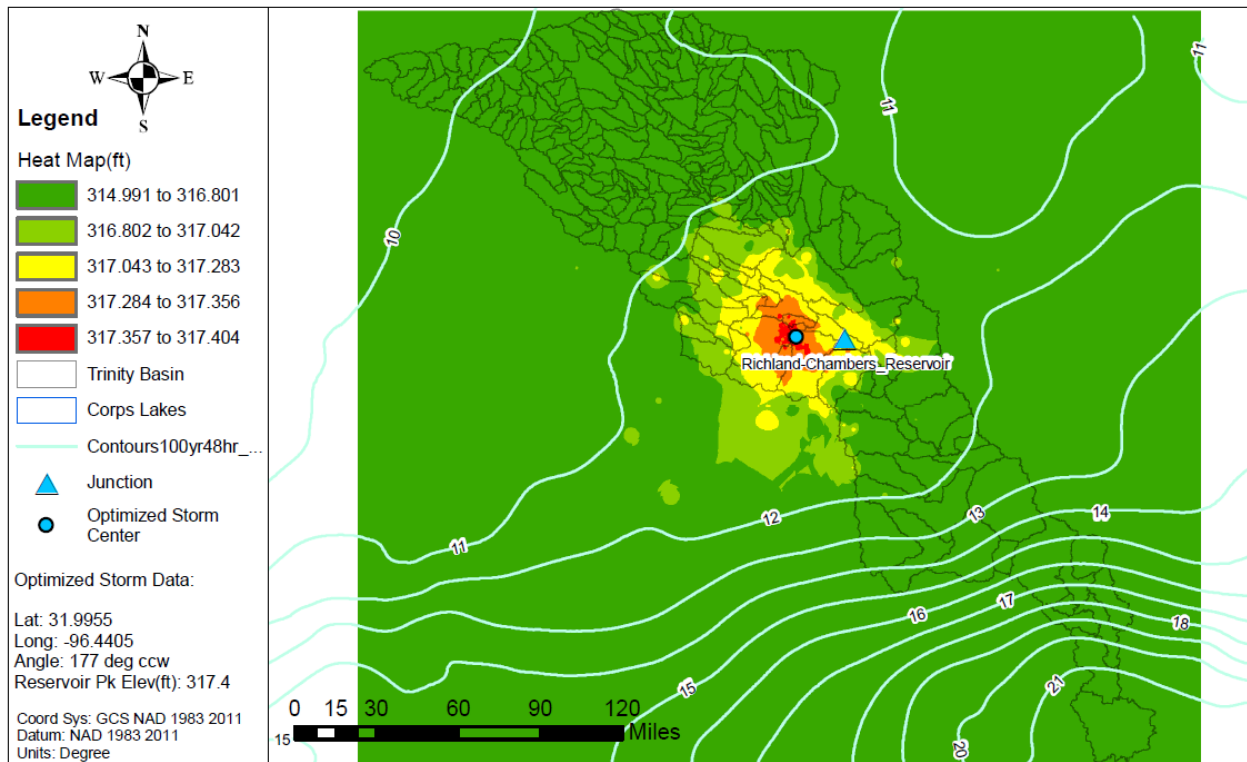 N
W E
S
Legend
Heat Map(ft)
314.991 to 316.801
316.802 to 317.042
317.043 to 317.283
317.284 to 317.356
317.357 to 317.404
Trinity Basin
Corps Lakes
Contours100yr48hr_...
Junction
Optimized Storm
Center
Optimized Storm Data:
Lat: 31.9955
Long: -96.4405
Angle: 177 deg ccw
Reservoir Pk Elev(ft): 317.4
Coord Sys: GCS NAD 1983 2011
Datum: NAD 1983 2011
Units: Degree
11
11
10
Richland-Chambers_Reservoir
12
13
14
11
16
17
18
15
21
20
15
0 15 30 60 90 120
Miles